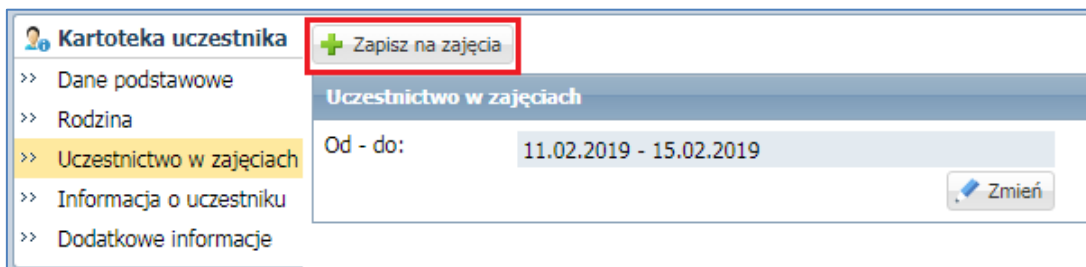 Kartoteka uczestnika
>> Dane podstawowe
>> Rodzina
>> Uczestnictwo w zajęciach
>> Informacja o uczestniku
>> Dodatkowe informacje
Zapisz na zajęcia
Uczestnictwo w zajęciach
Od - do: 11.02.2019 - 15.02.2019
Zmień